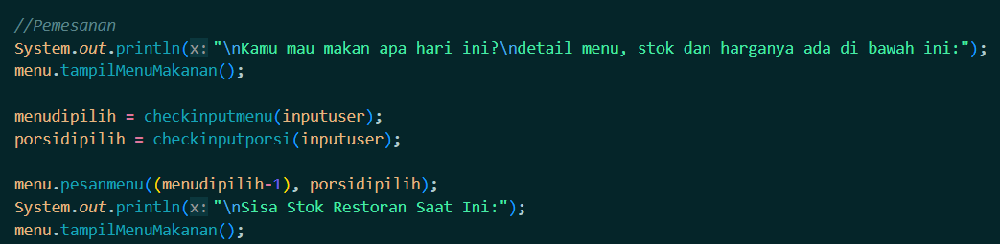 //Pemesanan
System.out.println(x:"\nKamu mau makan apa hari ini?\ndetail menu, stok dan harganya ada di bawah ini:");
menu.tampilMenuMakanan();
menudipilih = checkinputmenu(inputuser);
porsidipilih = checkinputporsi(inputuser);
menu.pesanmenu((menudipilih-1), porsidipilih);
System.out.println(x:"\nSisa Stok Restoran Saat Ini:");
menu.tampilMenuMakanan();